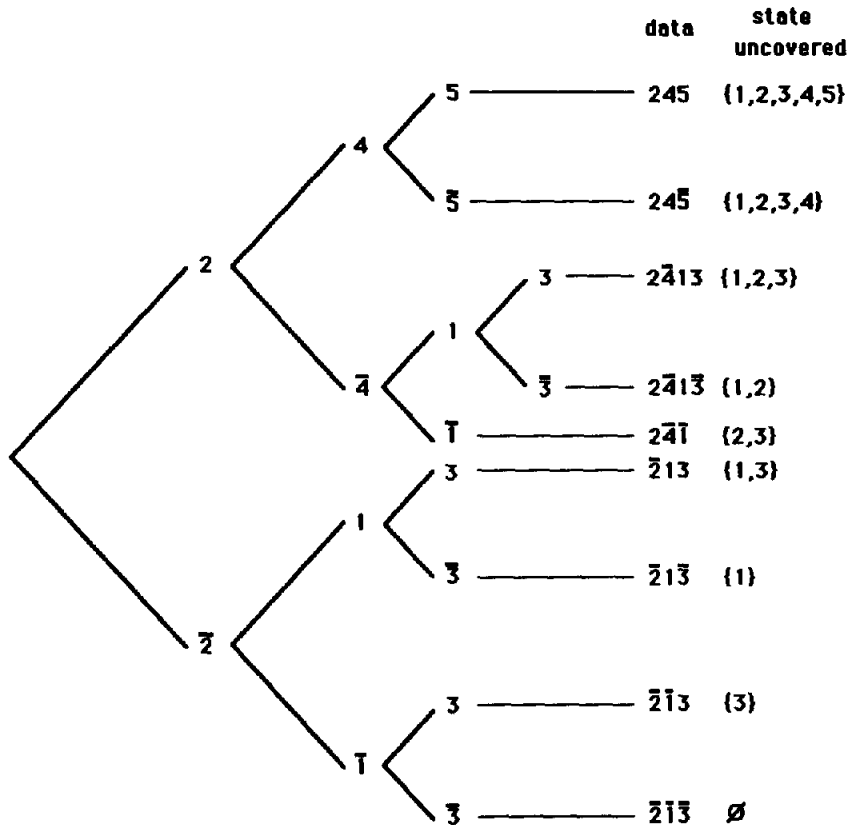 data state uncovered
5 245 {1,2,3,4,5}
4
5̅ 245̅ {1,2,3,4}
2
3 24̅13 {1,2,3}
1
4̅ 3̅ 24̅13̅ {1,2}
1̅ 24̅1̅ {2,3}
3 2̅13 {1,3}
1
3̅ 2̅13̅ {1}
2̅
3 2̅1̅3 {3}
1̅
3̅ 2̅1̅3̅ ∅